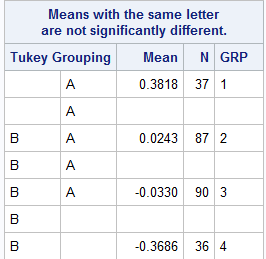 Means with the same letter
are not significantly different.
Tukey Grouping Mean N GRP
A 0.3818 37 1
A
B A 0.0243 87 2
B A
B A -0.0330 90 3
B
B -0.3686 36 4